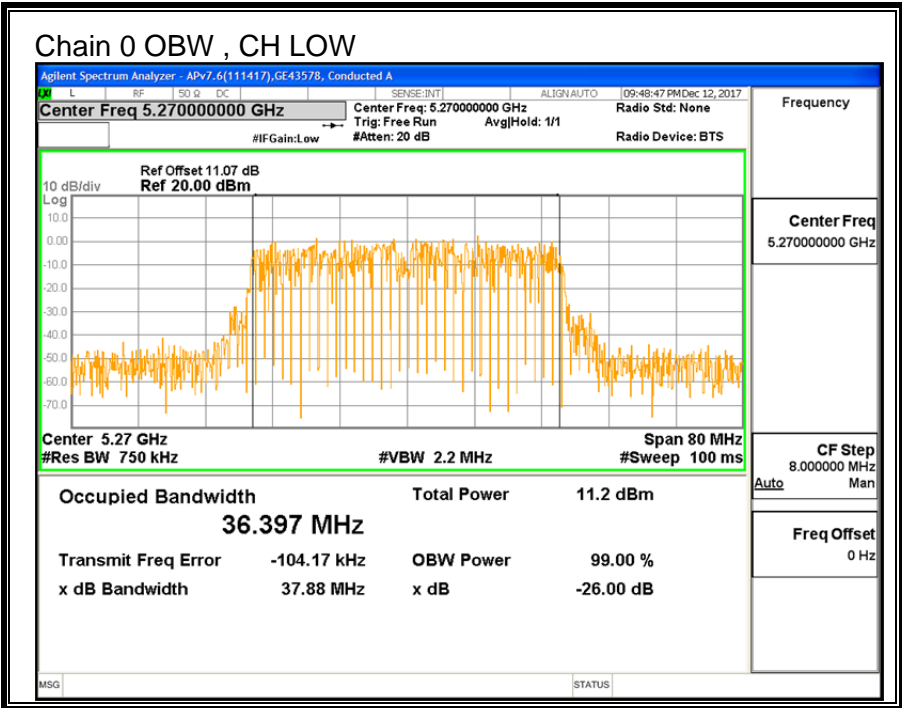 Chain 0 OBW , CH LOW
Agilent Spectrum Analyzer - APv7.6(111417),GE43578, Conducted A
LXI L RF 50 Ω DC SENSE:INT ALIGN AUTO 09:48:47 PM Dec 12, 2017
Center Freq 5.270000000 GHz
Center Freq: 5.270000000 GHz
Radio Std: None
Trig: Free Run Avg|Hold: 1/1
#IFGain:Low
#Atten: 20 dB
Radio Device: BTS
Ref Offset 11.07 dB
10 dB/div Ref 20.00 dBm
Log
10.0
0.00
-10.0
-20.0
-30.0
-40.0
-50.0
-60.0
-70.0
Center 5.27 GHz
Span 80 MHz
#Res BW 750 kHz
#VBW 2.2 MHz
#Sweep 100 ms
Occupied Bandwidth
36.397 MHz
Total Power 11.2 dBm
Transmit Freq Error -104.17 kHz
OBW Power 99.00 %
x dB Bandwidth 37.88 MHz
x dB -26.00 dB
Frequency
Center Freq
5.270000000 GHz
CF Step
8.000000 MHz
Auto Man
Freq Offset
0 Hz
MSG
STATUS